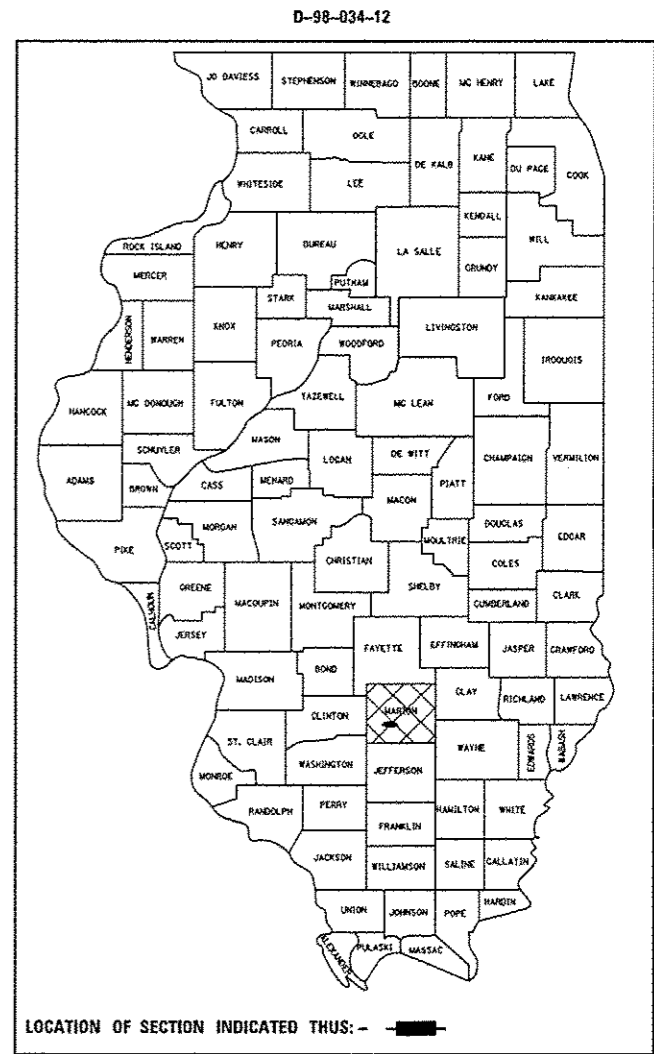 D-98-034-12
JO DAVIESS STEPHENSON WINNEBAGO BOONE MC HENRY LAKE
CARROLL OGLE DE KALB KANE DU PAGE COOK
WHITESIDE LEE KENDALL WILL
ROCK ISLAND HENRY BUREAU LA SALLE GRUNDY
MERCER PUTNAM KANKAKEE
HENDERSON WARREN KNOX STARK MARSHALL LIVINGSTON
PEORIA WOODFORD IROQUOIS
HANCOCK MC DONOUGH FULTON TAZEWELL MC LEAN FORD
SCHUYLER MASON LOGAN DE WITT CHAMPAIGN VERMILION
ADAMS BROWN CASS MENARD MACON PIATT
PIKE SCOTT MORGAN SANGAMON CHRISTIAN MOULTRIE DOUGLAS EDGAR
COLES
CALHOUN GREENE MACOUPIN MONTGOMERY SHELBY CUMBERLAND CLARK
JERSEY
MADISON BOND FAYETTE EFFINGHAM JASPER CRAWFORD
CLINTON MARION CLAY RICHLAND LAWRENCE
ST. CLAIR WASHINGTON JEFFERSON WAYNE EDWARDS WABASH
MONROE
RANDOLPH PERRY FRANKLIN HAMILTON WHITE
JACKSON WILLIAMSON SALINE GALLATIN
UNION JOHNSON POPE HARDIN
ALEXANDER PULASKI MASSAC
LOCATION OF SECTION INDICATED THUS: -